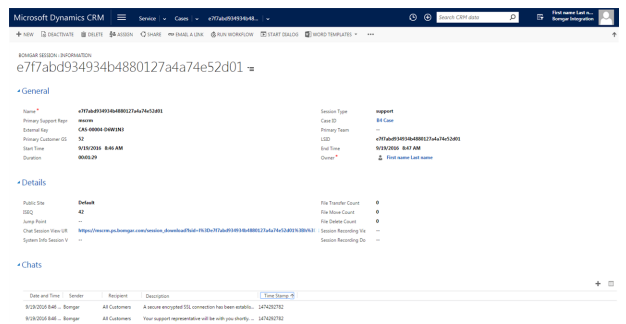 Microsoft Dynamics CRM Service Cases e7f7abd934934b48... Search CRM data First name Last n...
Bomgar Integration
+ NEW DEACTIVATE DELETE ASSIGN SHARE EMAIL A LINK RUN WORKFLOW START DIALOG WORD TEMPLATES ...
BOMGAR SESSION : INFORMATION
e7f7abd934934b4880127a4a74e52d01
General
Name * e7f7abd934934b4880127a4a74e52d01 Session Type support
Primary Support Repr mscrm Case ID B4 Case
External Key CAS-00004-D6W1N3 Primary Team --
Primary Customer GS 52 LSID e7f7abd934934b4880127a4a74e52d01
Start Time 9/19/2016 8:46 AM End Time 9/19/2016 8:47 AM
Duration 00:01:29 Owner * First name Last name
Details
Public Site Default File Transfer Count 0
42 File Move Count 0
Jump Point -- File Delete Count 0
Chat Session View UR Session Recording Vie --
System Info Session V -- Session Recording Do --
Chats
Date and Time Sender Recipient Description Time Stamp ↑
9/19/2016 8:46 ... Bomgar All Customers A secure encrypted SSL connection has been establis... 1474292782
9/19/2016 8:46 ... Bomgar All Customers Your support representative will be with you shortly. ... 1474292782